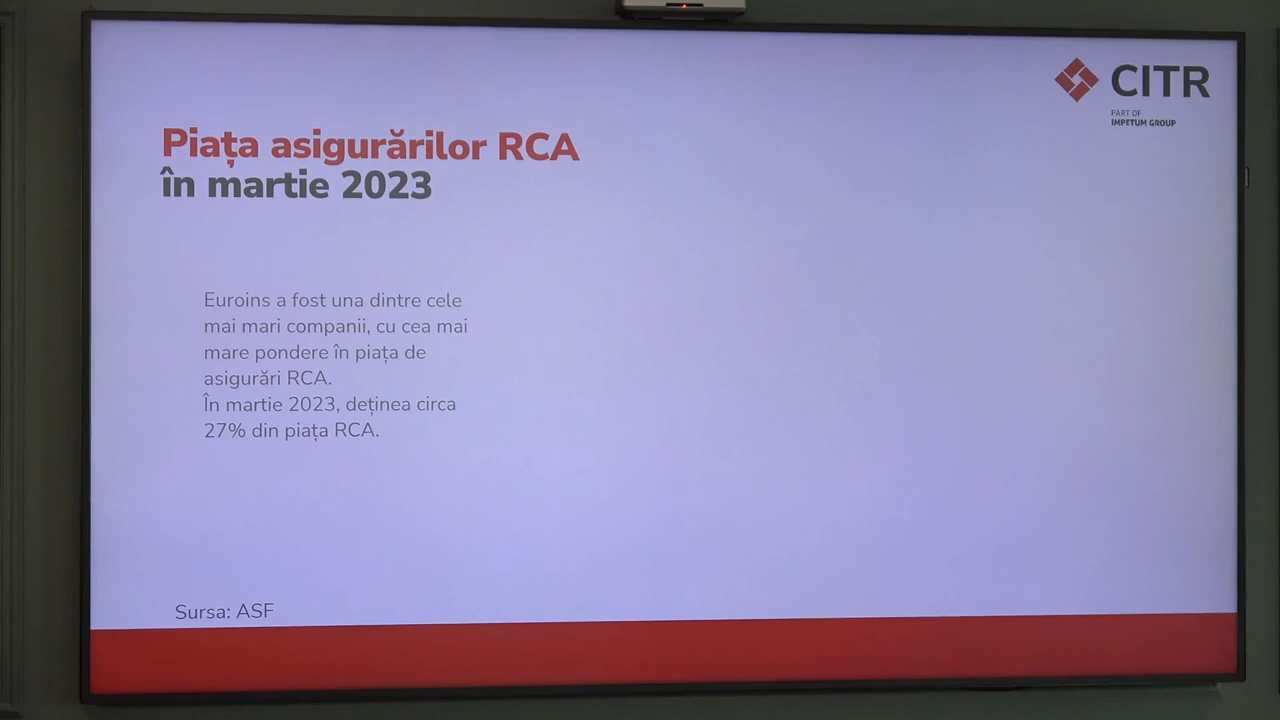 CITR
PART OF
IMPETUM GROUP
Piața asigurărilor RCA
în martie 2023
Euroins a fost una dintre cele
mai mari companii, cu cea mai
mare pondere în piața de
asigurări RCA.
În martie 2023, deținea circa
27% din piața RCA.
Sursa: ASF